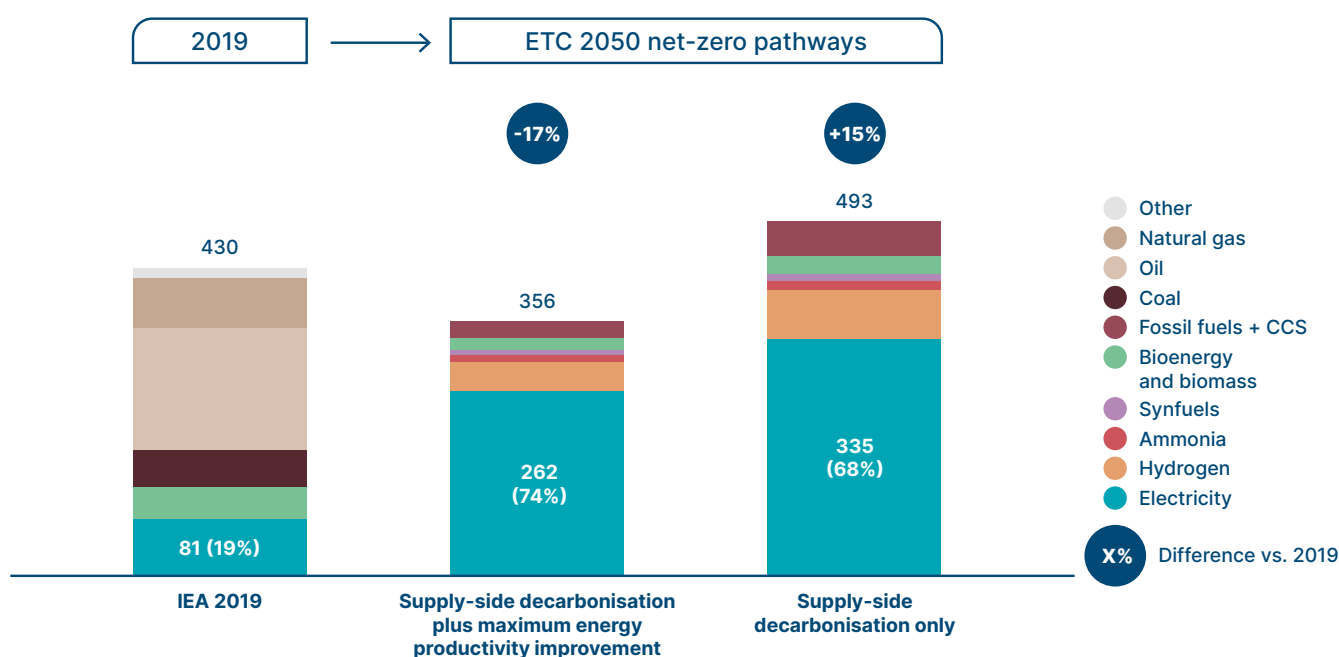 2019
ETC 2050 net-zero pathways
-17%
+15%
430
356
493
81 (19%)
262
(74%)
335
(68%)
IEA 2019
Supply-side decarbonisation
plus maximum energy
productivity improvement
Supply-side
decarbonisation only
Other
Natural gas
Oil
Coal
Fossil fuels + CCS
Bioenergy
and biomass
Synfuels
Ammonia
Hydrogen
Electricity
X% Difference vs. 2019